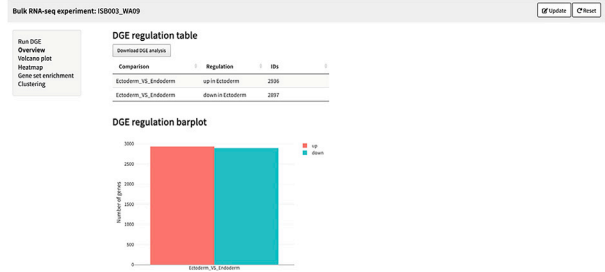 Bulk RNA-seq experiment: ISB003_WA09
Update
Reset
Run DGE
Overview
Volcano plot
Heatmap
Gene set enrichment
Clustering
DGE regulation table
Download DGE analysis
Comparison Regulation IDs
Ectoderm_VS_Endoderm up in Ectoderm 2936
Ectoderm_VS_Endoderm down in Ectoderm 2897
DGE regulation barplot
3000
2500
2000
1500
1000
500
0
Number of genes
Ectoderm_VS_Endoderm
up
down